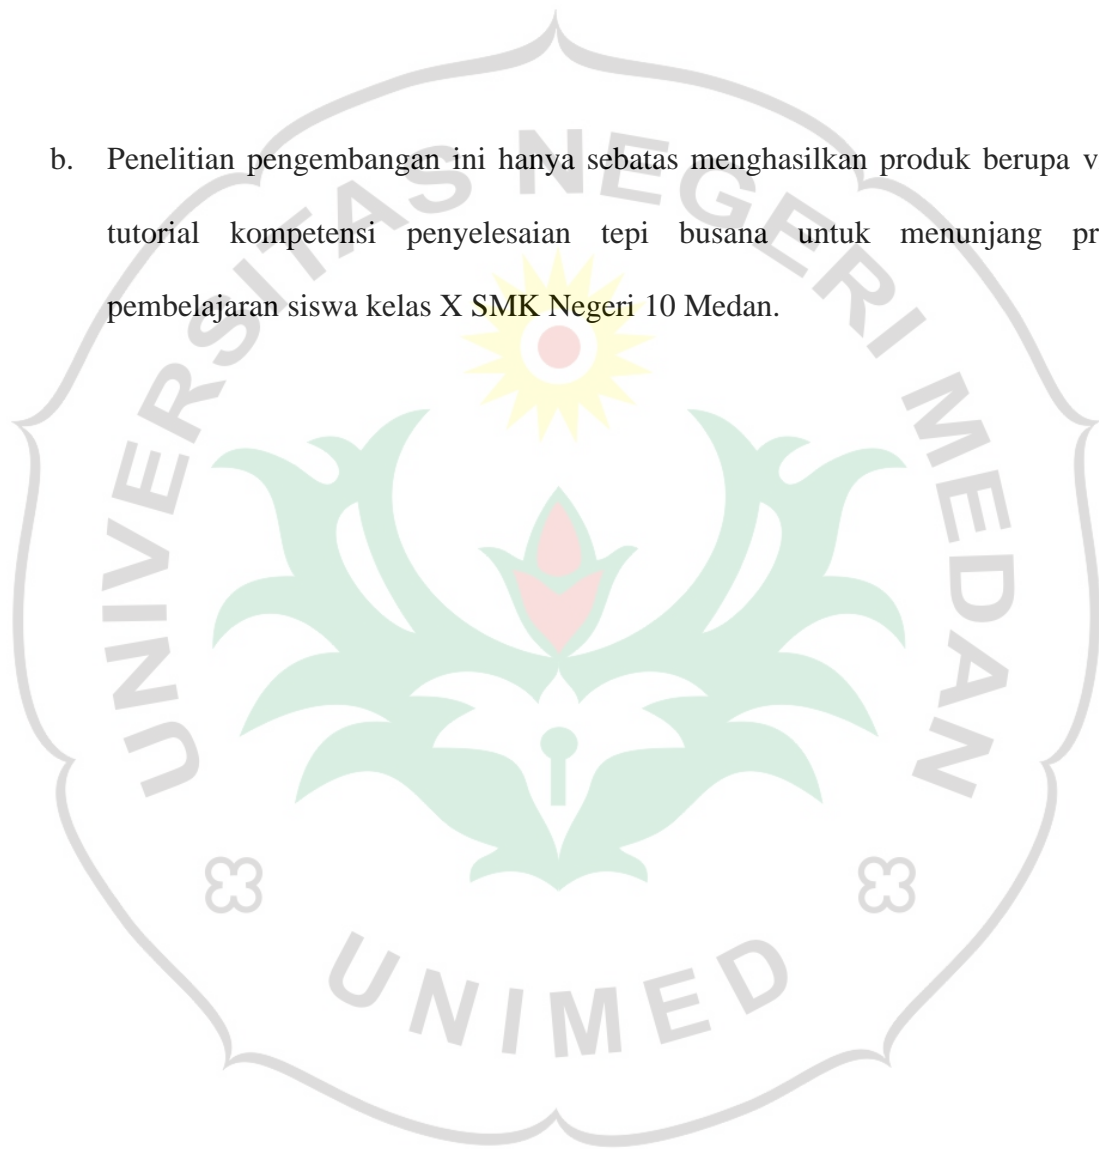 b. Penelitian pengembangan ini hanya sebatas menghasilkan produk berupa v
tutorial kompetensi penyelesaian tepi busana untuk menunjang pr
pembelajaran siswa kelas X SMK Negeri 10 Medan.
UNIVERSITAS NEGERI MEDAN
UNIMED